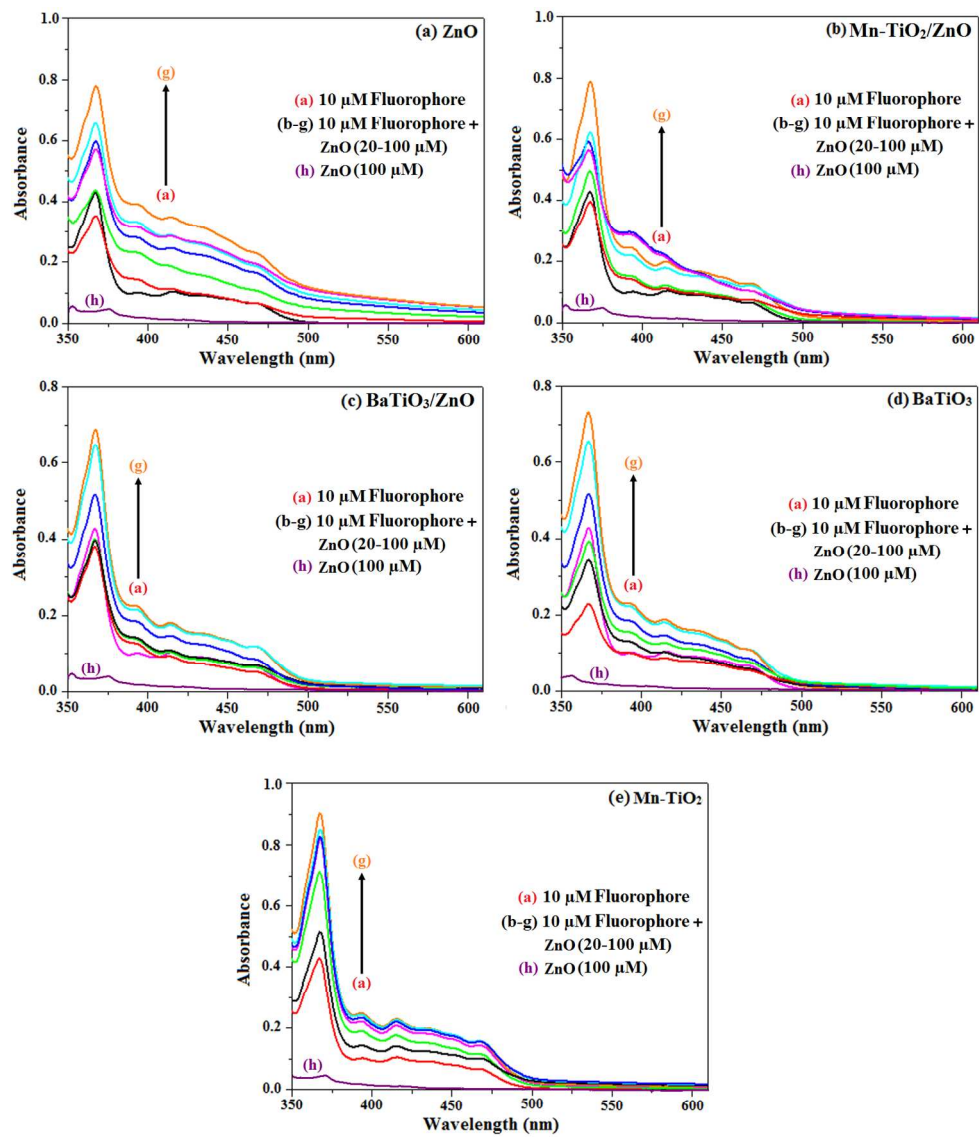 (a) ZnO
1.0
0.8
0.6
0.4
0.2
0.0
Absorbance
(g)
(a)
(h)
(a) 10 μM Fluorophore
(b-g) 10 μM Fluorophore +
ZnO (20-100 μM)
(h) ZnO (100 μM)
350 400 450 500 550 600
Wavelength (nm)
(b) Mn-TiO₂/ZnO
1.0
0.8
0.6
0.4
0.2
0.0
Absorbance
(g)
(a)
(h)
(a) 10 μM Fluorophore
(b-g) 10 μM Fluorophore +
ZnO (20-100 μM)
(h) ZnO (100 μM)
350 400 450 500 550 600
Wavelength (nm)
(c) BaTiO₃/ZnO
0.8
0.6
0.4
0.2
0.0
Absorbance
(g)
(a)
(h)
(a) 10 μM Fluorophore
(b-g) 10 μM Fluorophore +
ZnO (20-100 μM)
(h) ZnO (100 μM)
350 400 450 500 550 600
Wavelength (nm)
(d) BaTiO₃
0.8
0.6
0.4
0.2
0.0
Absorbance
(g)
(a)
(h)
(a) 10 μM Fluorophore
(b-g) 10 μM Fluorophore +
ZnO (20-100 μM)
(h) ZnO (100 μM)
350 400 450 500 550 600
Wavelength (nm)
(e) Mn-TiO₂
1.0
0.8
0.6
0.4
0.2
0.0
Absorbance
(g)
(a)
(h)
(a) 10 μM Fluorophore
(b-g) 10 μM Fluorophore +
ZnO (20-100 μM)
(h) ZnO (100 μM)
350 400 450 500 550 600
Wavelength (nm)